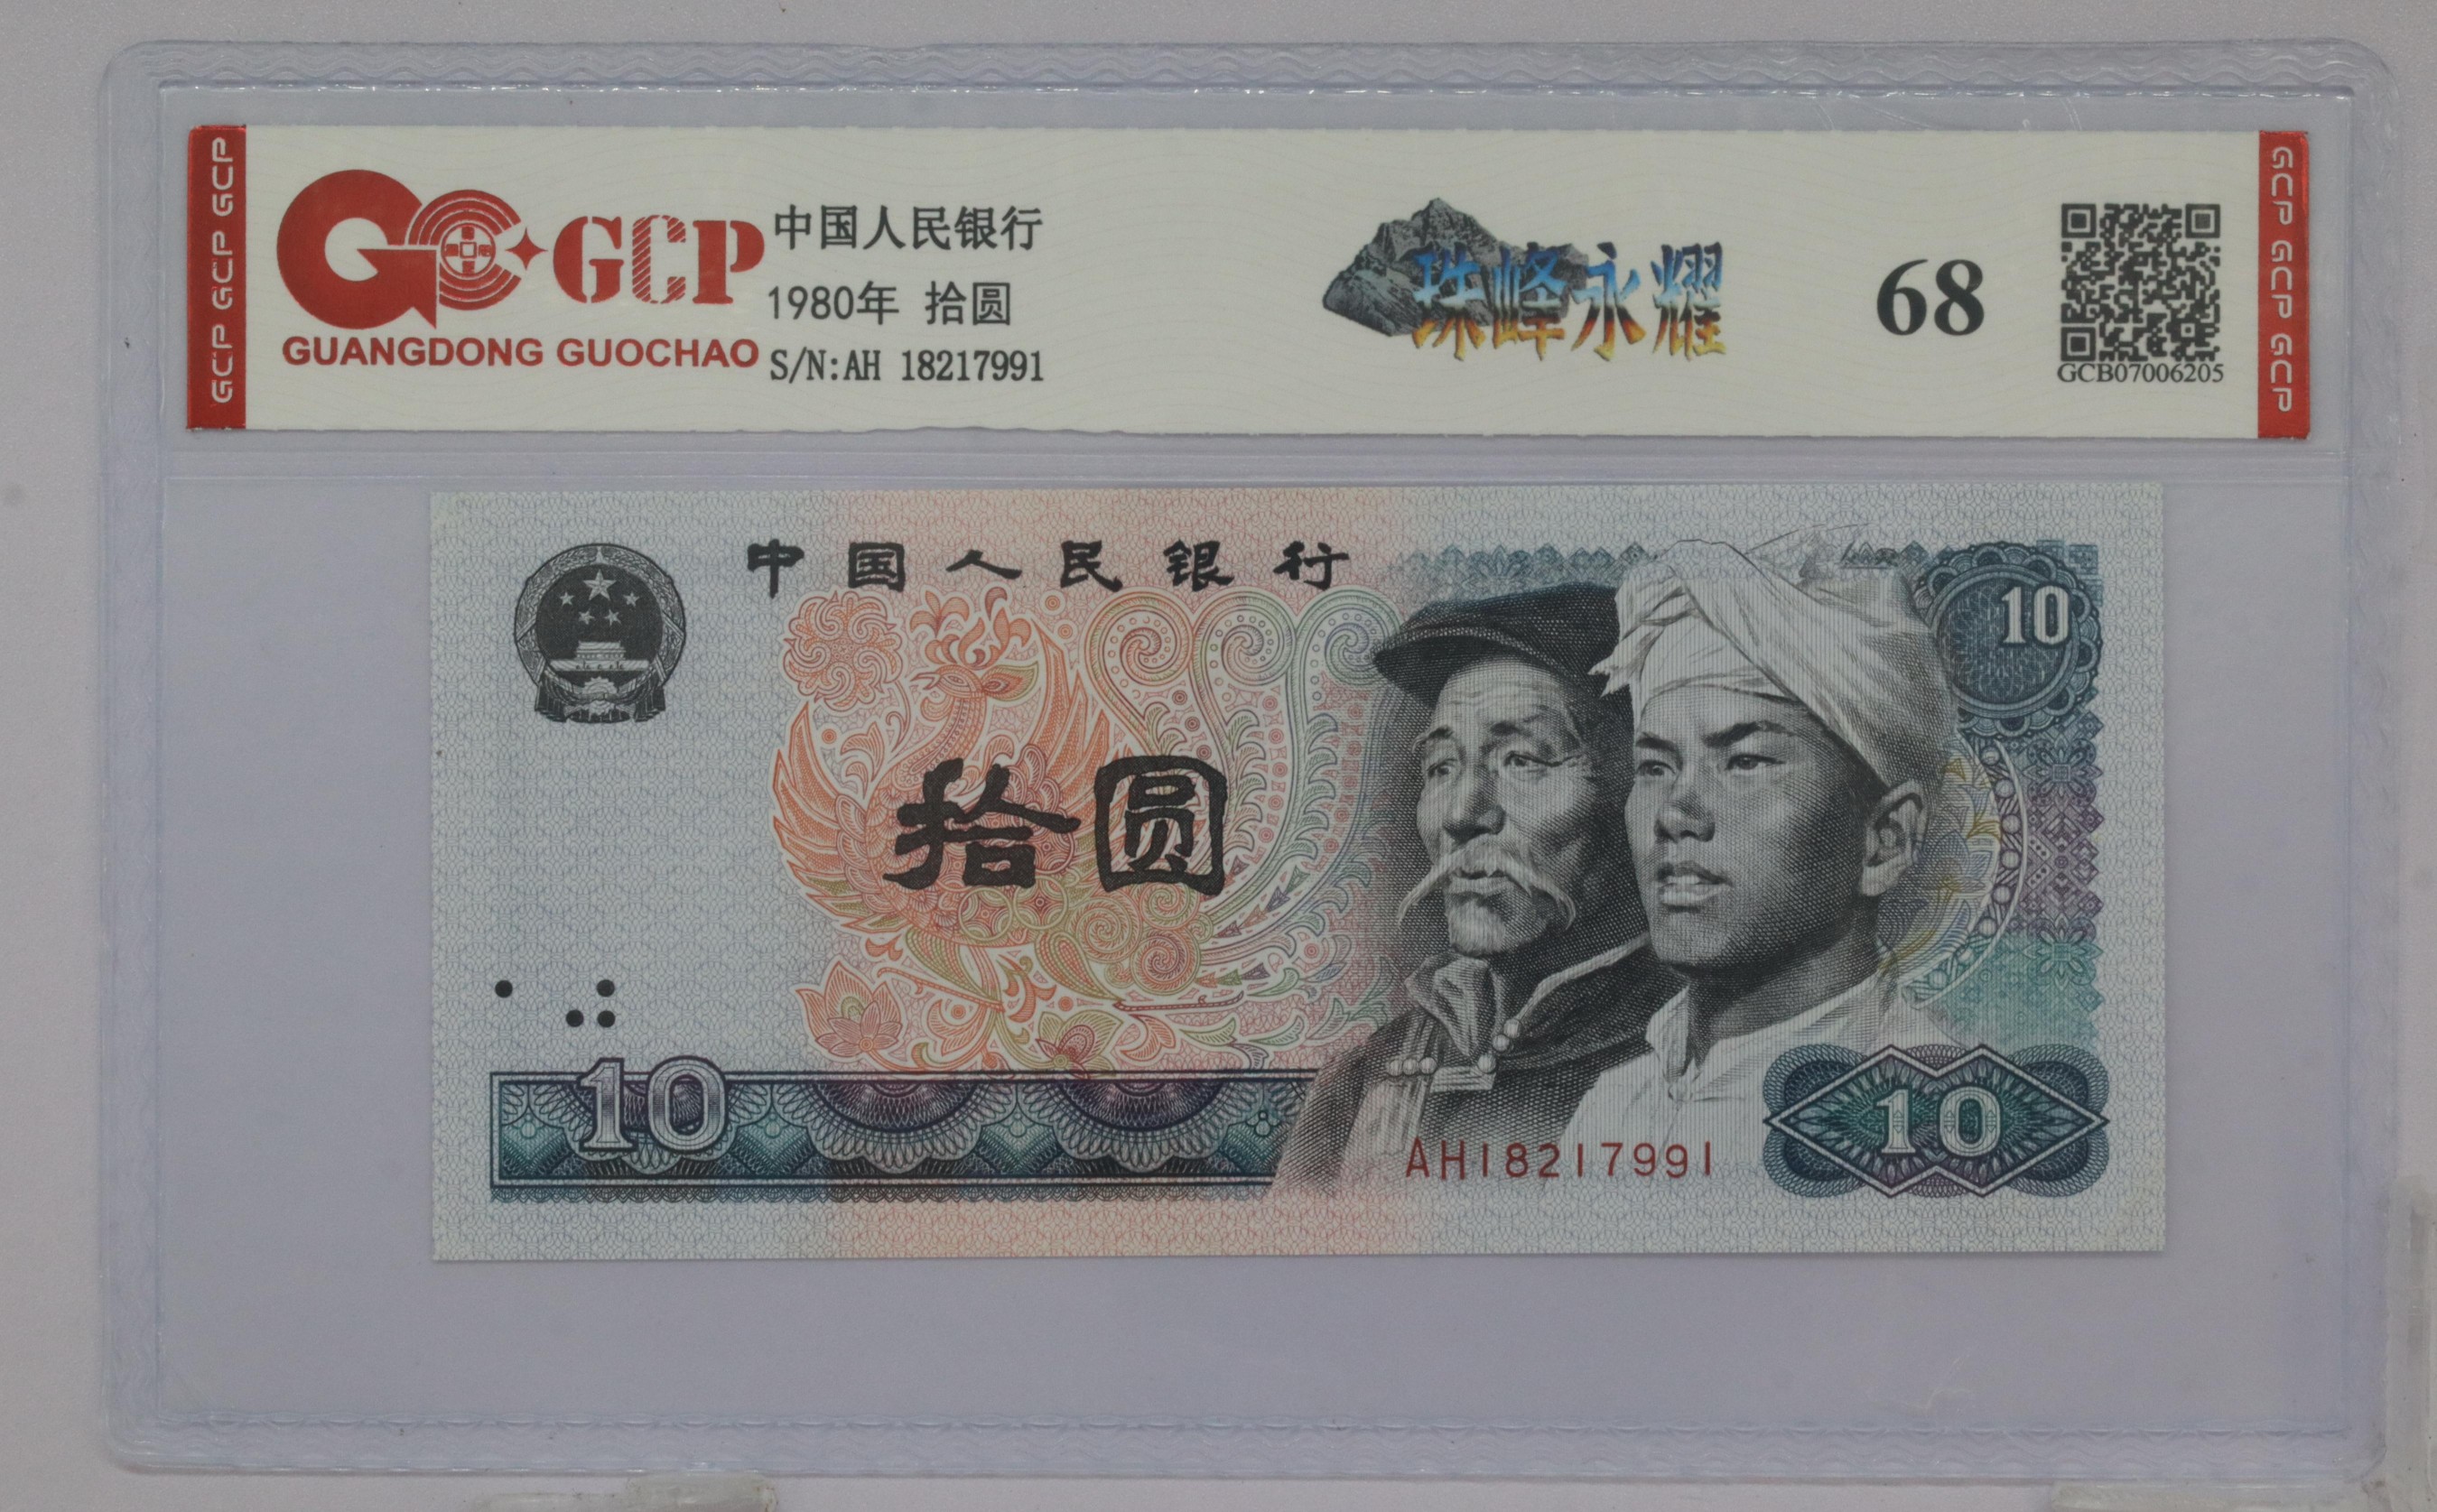 GCP GCP GCP
GCP
GUANGDONG GUOCHAO
中国人民银行
1980年 拾圆
S/N:AH 18217991
珠峰永耀
68
GCB07006205
GCP GCP GCP
中国人民银行
10
拾圆
10
AH18217991
10